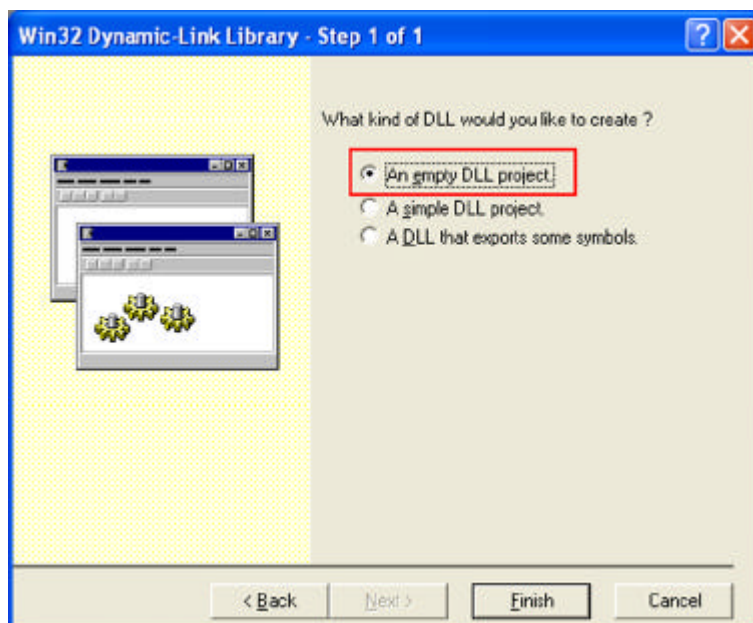 Win32 Dynamic-Link Library - Step 1 of 1
What kind of DLL would you like to create ?
An empty DLL project.
A simple DLL project.
A DLL that exports some symbols.
< Back
Next >
Finish
Cancel